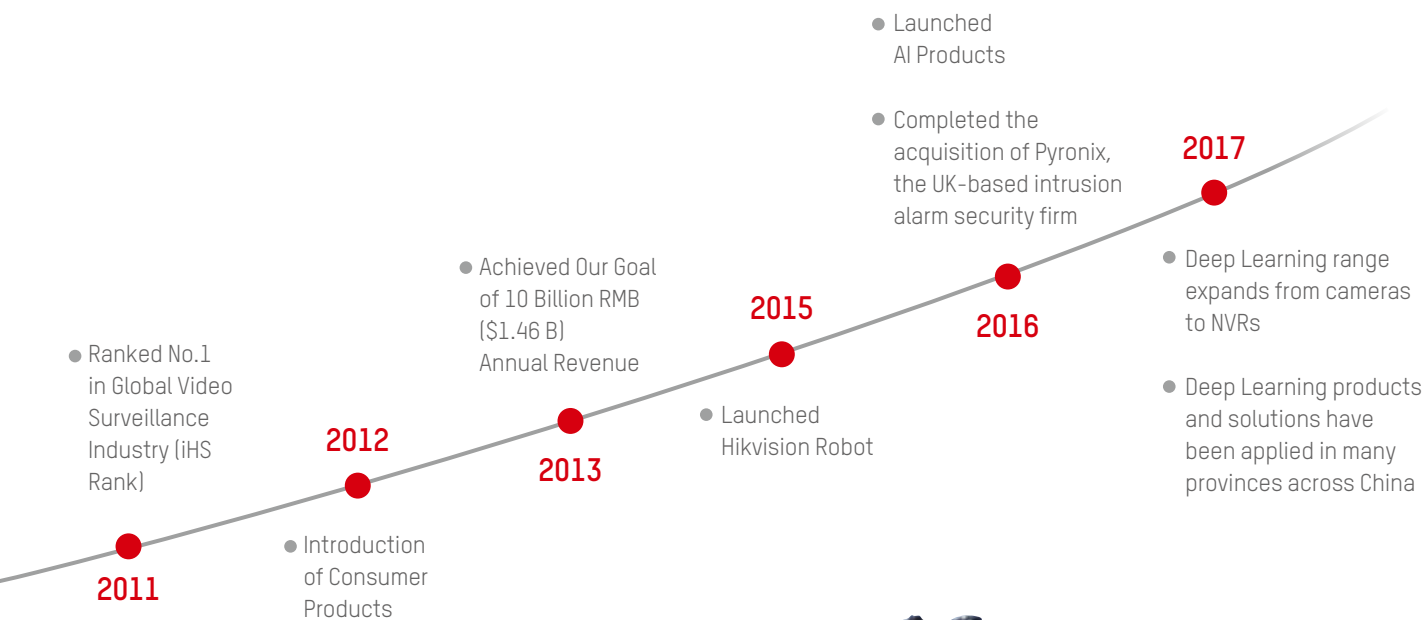 Ranked No.1
in Global Video
Surveillance
Industry (iHS
Rank)
2011
2012
Introduction
of Consumer
Products
Achieved Our Goal
of 10 Billion RMB
($1.46 B)
Annual Revenue
2013
2015
Launched
Hikvision Robot
Launched
AI Products
Completed the
acquisition of Pyronix,
the UK-based intrusion
alarm security firm
2016
2017
Deep Learning range
expands from cameras
to NVRs
Deep Learning products
and solutions have
been applied in many
provinces across China